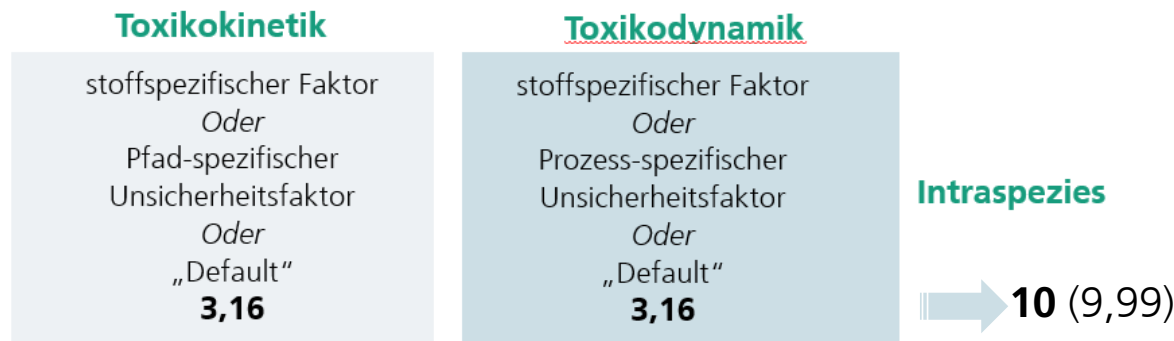 Toxikokinetik
stoffspezifischer Faktor
Oder
Pfad-spezifischer
Unsicherheitsfaktor
Oder
„Default“
3,16
Toxikodynamik
stoffspezifischer Faktor
Oder
Prozess-spezifischer
Unsicherheitsfaktor
Oder
„Default“
3,16
Intraspezies
10 (9,99)